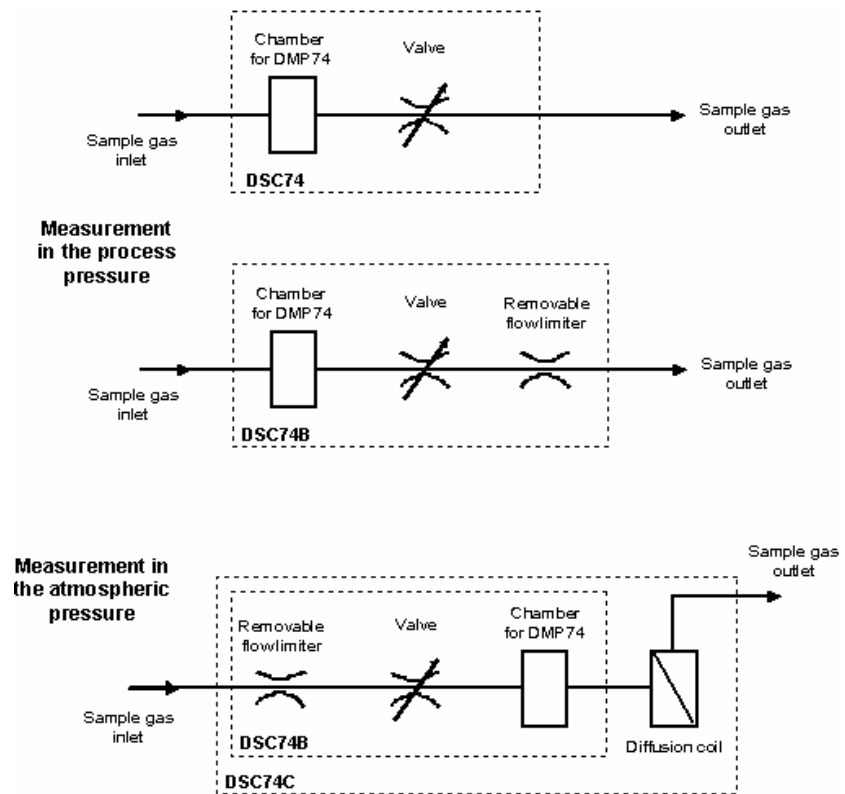 Chamber
for DMP74
Valve
Sample gas
inlet
Sample gas
outlet
DSC74
Measurement
in the process
pressure
Chamber
for DMP74
Valve
Removable
flowlimiter
Sample gas
inlet
Sample gas
outlet
DSC74B
Measurement in
the atmospheric
pressure
Sample gas
outlet
Removable
flowlimiter
Valve
Chamber
for DMP74
Sample gas
inlet
DSC74B
Diffusion coil
DSC74C